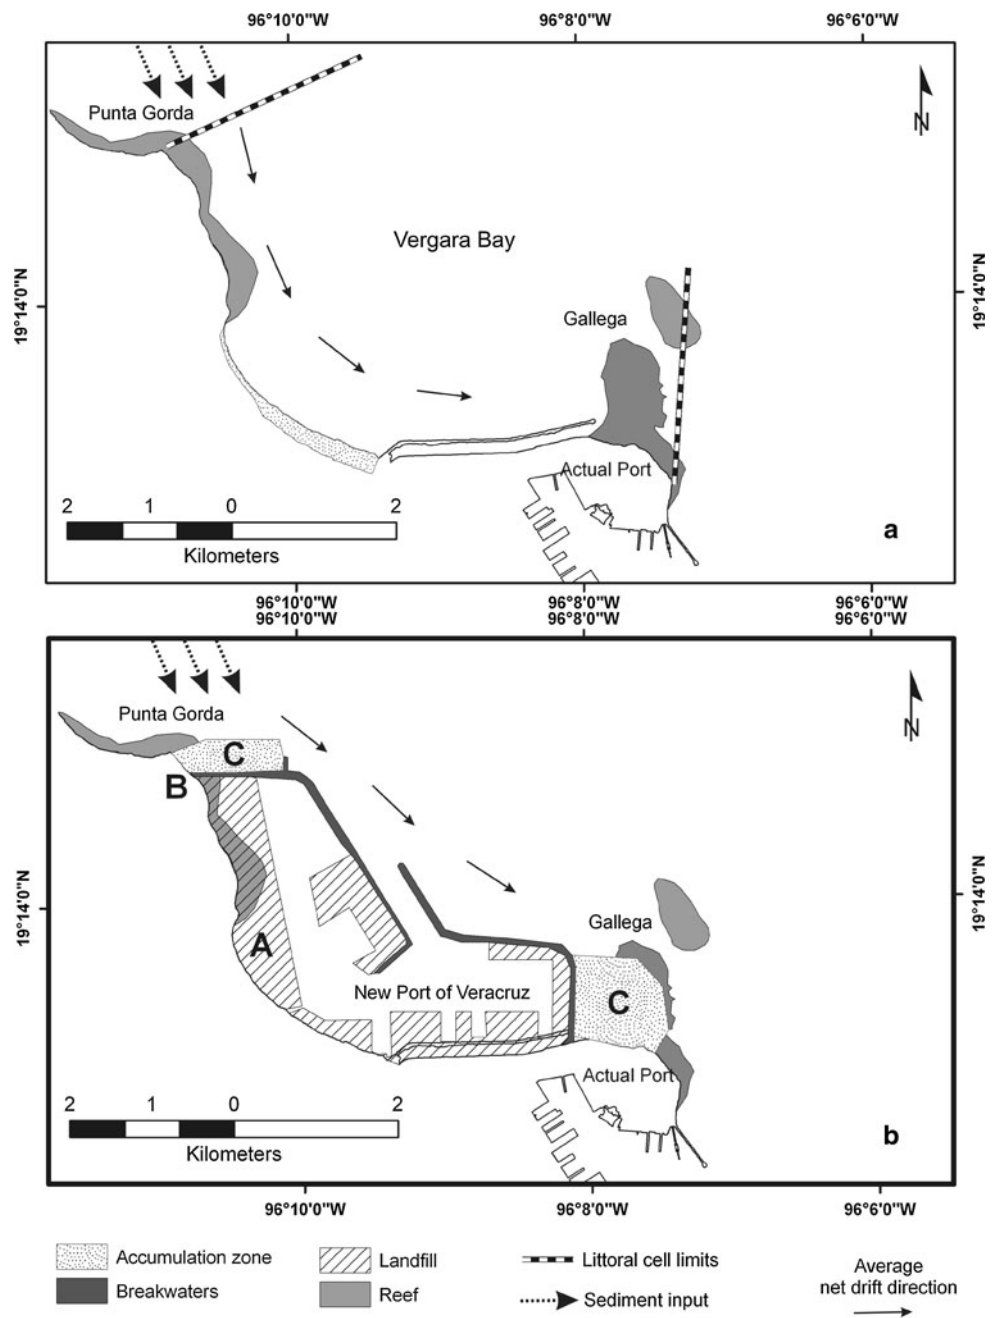 96°10'0"W 96°8'0"W 96°6'0"W
Punta Gorda
N
Vergara Bay
19°14'0"N 19°14'0"N
Gallega
Actual Port
2 1 0 2
Kilometers
a
96°10'0"W 96°8'0"W 96°6'0"W
96°10'0"W 96°8'0"W 96°6'0"W
Punta Gorda
N
C
B
19°14'0"N 19°14'0"N
Gallega
A
New Port of Veracruz
C
Actual Port
2 1 0 2
Kilometers
b
96°10'0"W 96°8'0"W 96°6'0"W
Accumulation zone
Breakwaters
Landfill
Reef
Littoral cell limits
Sediment input
Average
net drift direction